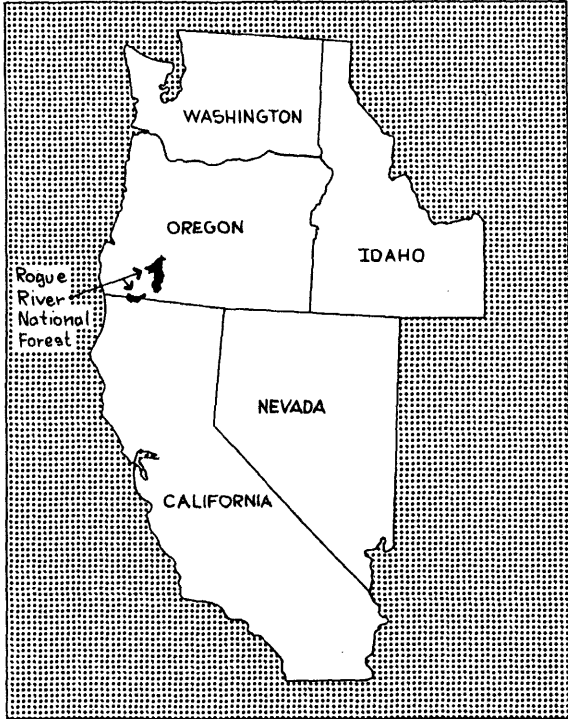 WASHINGTON
OREGON
IDAHO
Rogue
River
National
Forest
NEVADA
CALIFORNIA